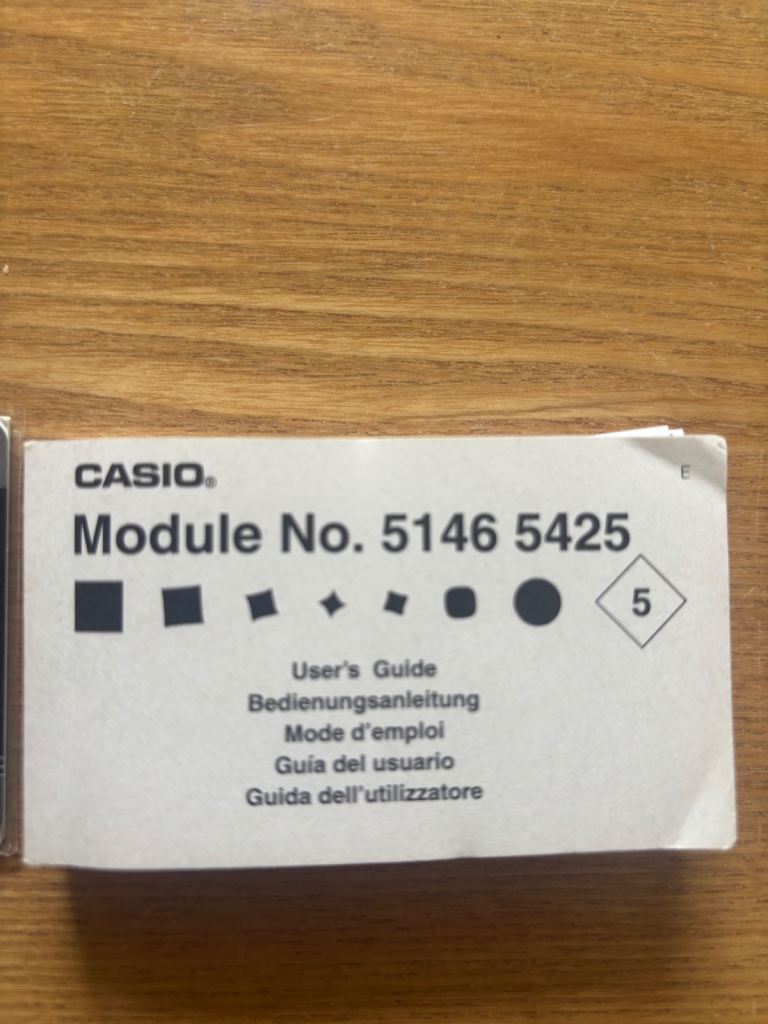 CASIO®
E
Module No. 5146 5425
5
User's Guide
Bedienungsanleitung
Mode d'emploi
Guía del usuario
Guida dell'utilizzatore